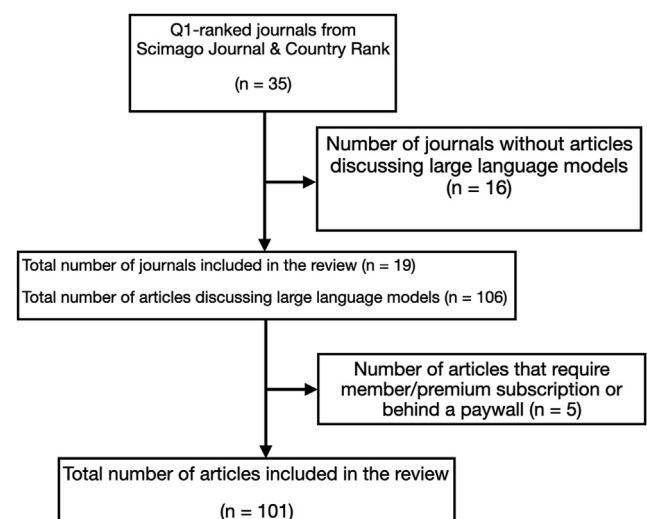 Q1-ranked journals from
Scimago Journal & Country Rank
(n = 35)
Number of journals without articles
discussing large language models
(n = 16)
Total number of journals included in the review (n = 19)
Total number of articles discussing large language models (n = 106)
Number of articles that require
member/premium subscription or
behind a paywall (n = 5)
Total number of articles included in the review
(n = 101)